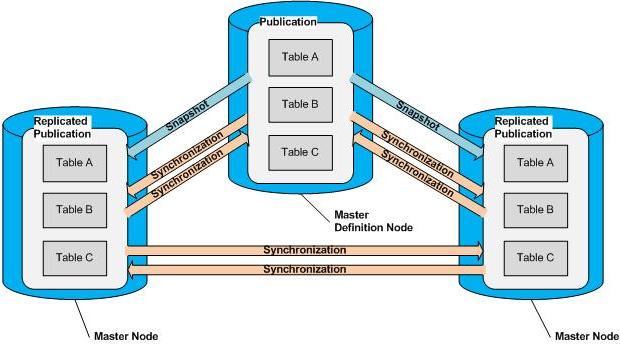 Publication
Table A
Table B
Table C
Snapshot
Synchronization
Synchronization
Snapshot
Synchronization
Synchronization
Replicated
Publication
Table A
Table B
Table C
Replicated
Publication
Table A
Table B
Table C
Master
Definition Node
Synchronization
Synchronization
Master Node
Master Node